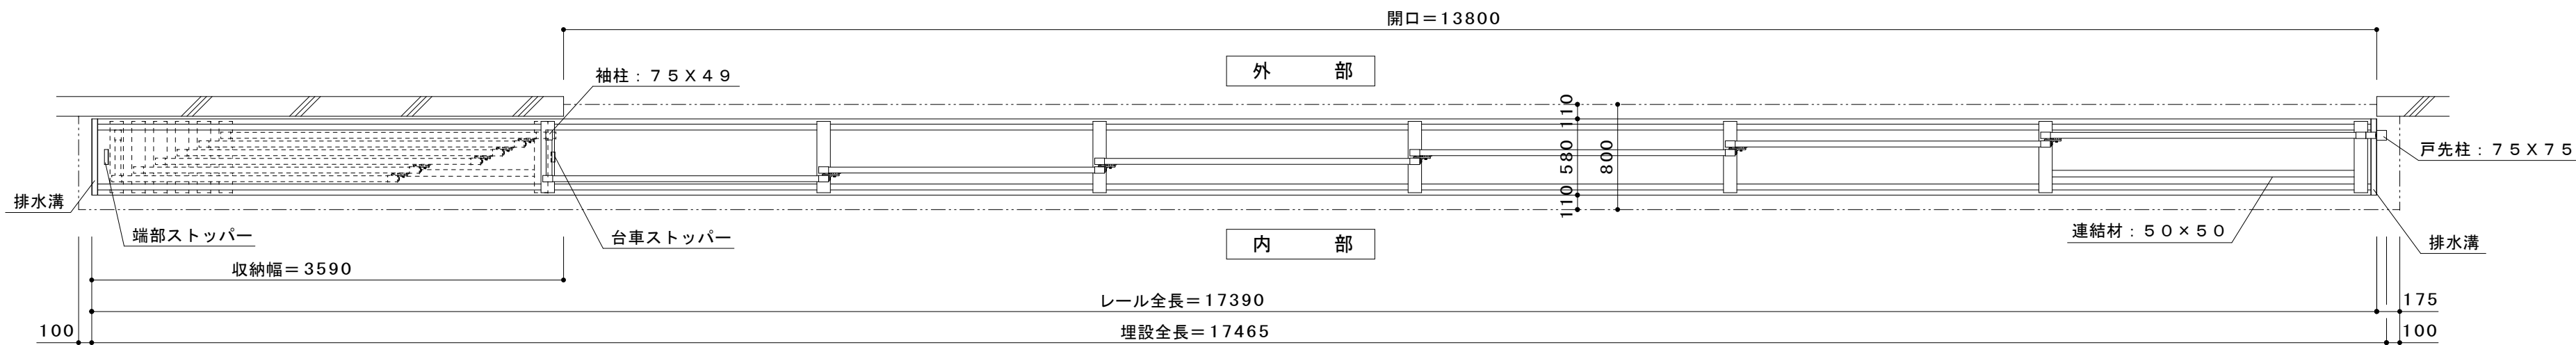 開口=13800
外 部
袖柱：７５Ｘ４９
110
580
800
110
戸先柱：７５Ｘ７５
排水溝
端部ストッパー
台車ストッパー
内 部
連結材：５０×５０
排水溝
収納幅=3590
レール全長=17390
175
100
埋設全長=17465
100